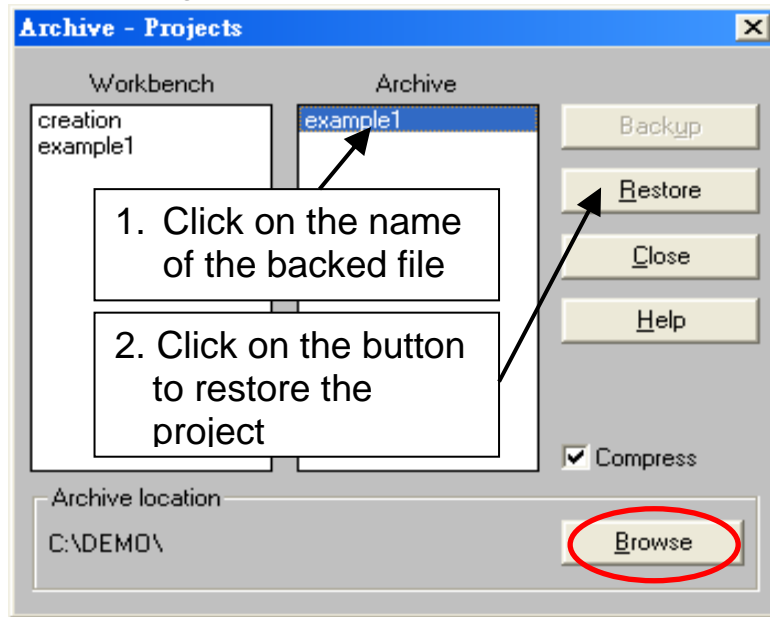 Archive - Projects
Workbench
Archive
creation
example1
example1
Backup
Restore
Close
Help
1. Click on the name
of the backed file
2. Click on the button
to restore the
project
Compress
Archive location
C:\DEMO\
Browse